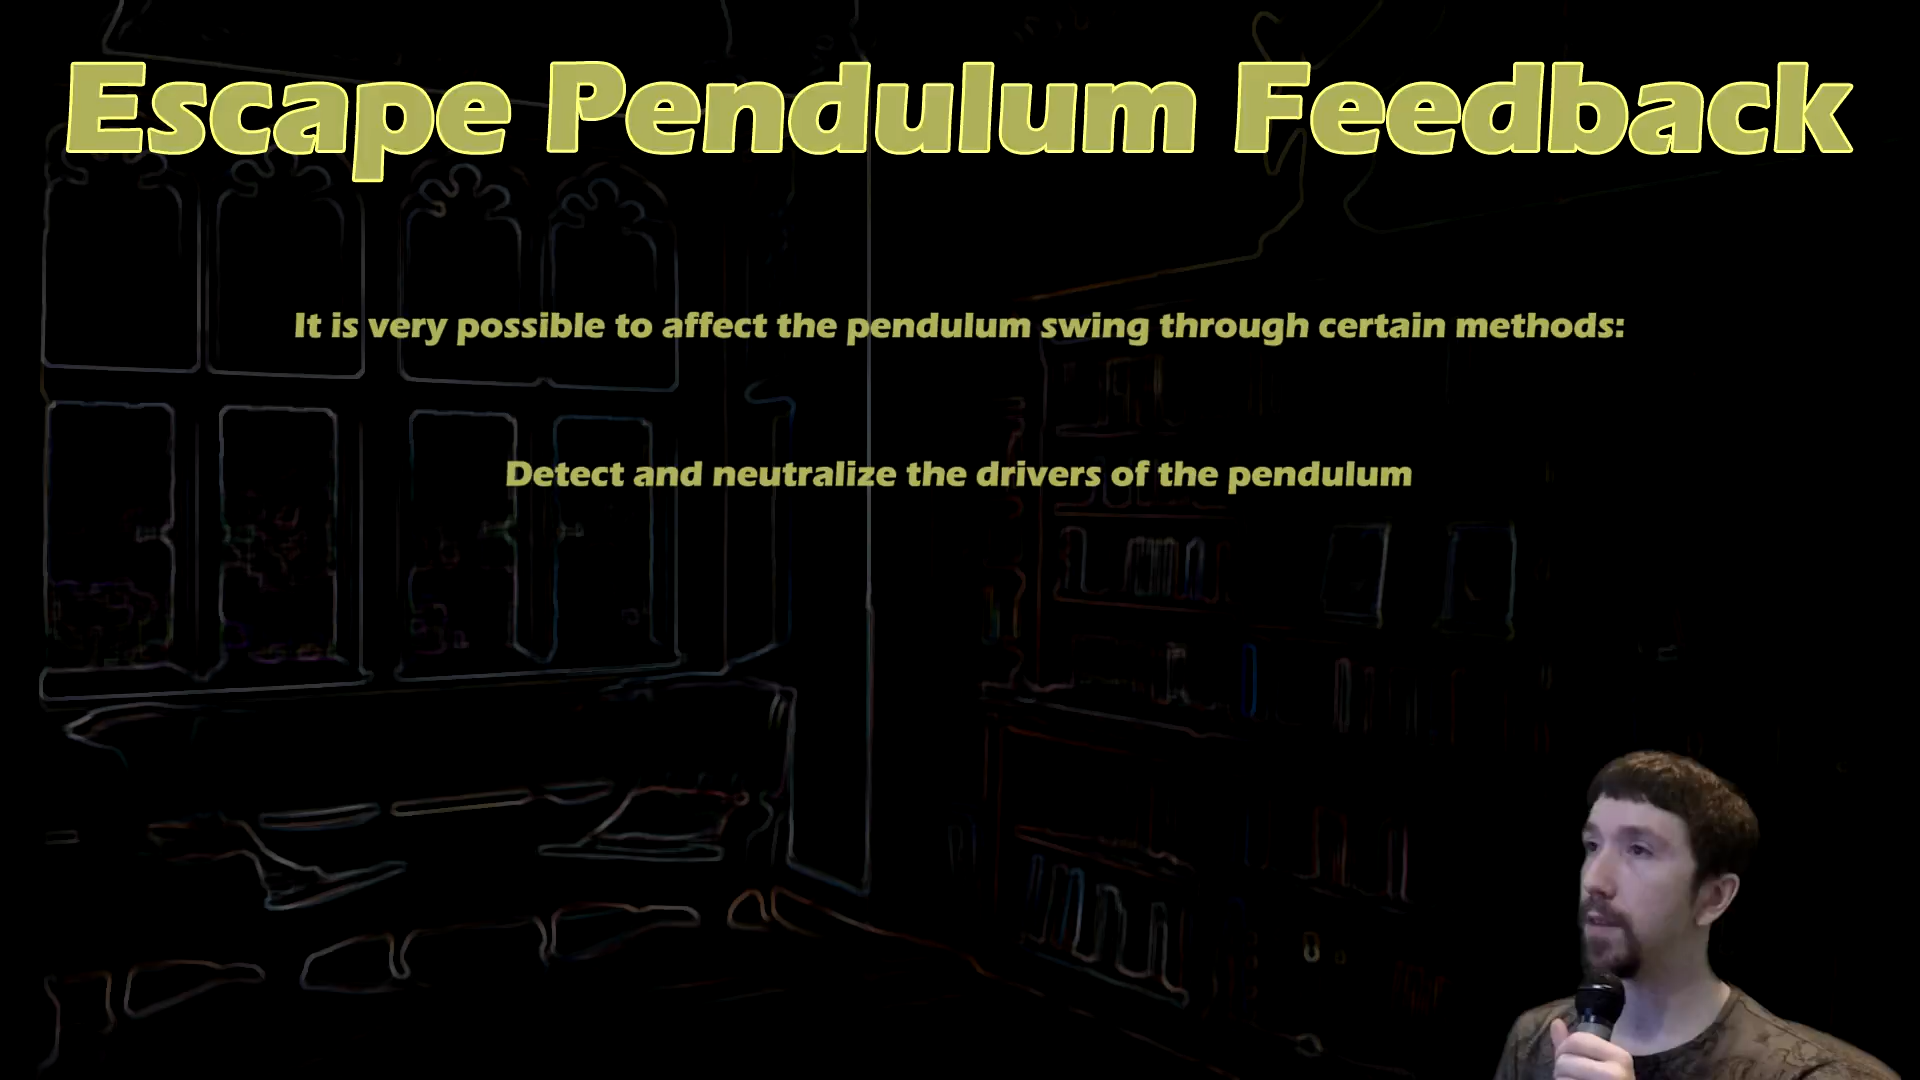 Escape Pendulum Feedback
It is very possible to affect the pendulum swing through certain methods:
Detect and neutralize the drivers of the pendulum